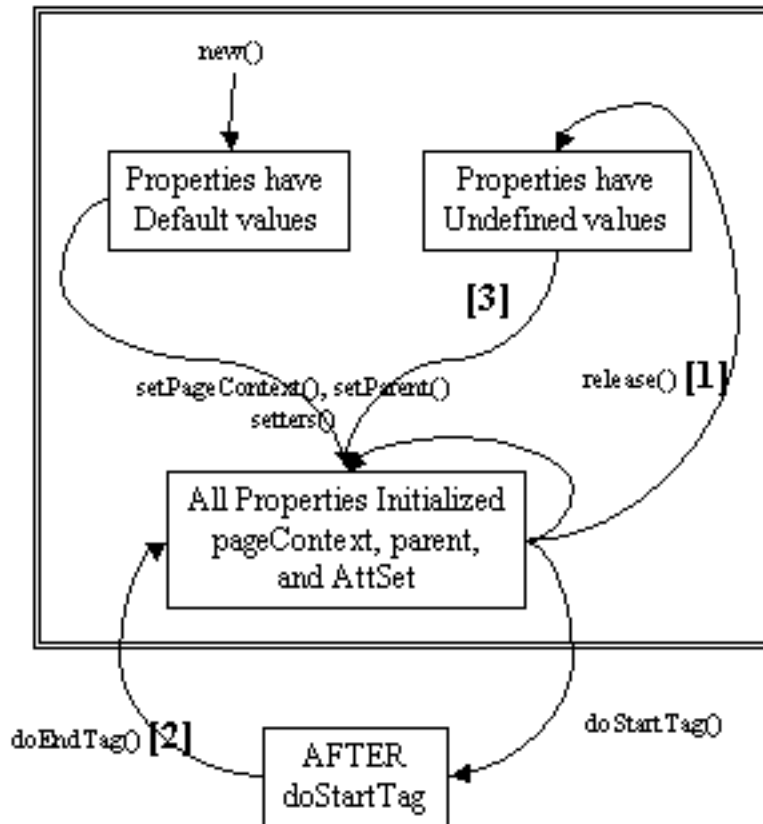 new()
Properties have
Default values
Properties have
Undefined values
[3]
setPageContext(), setParent()
setters()
release() [1]
All Properties Initialized
pageContext, parent,
and AttSet
doEndTag() [2]
doStartTag()
AFTER
doStartTag